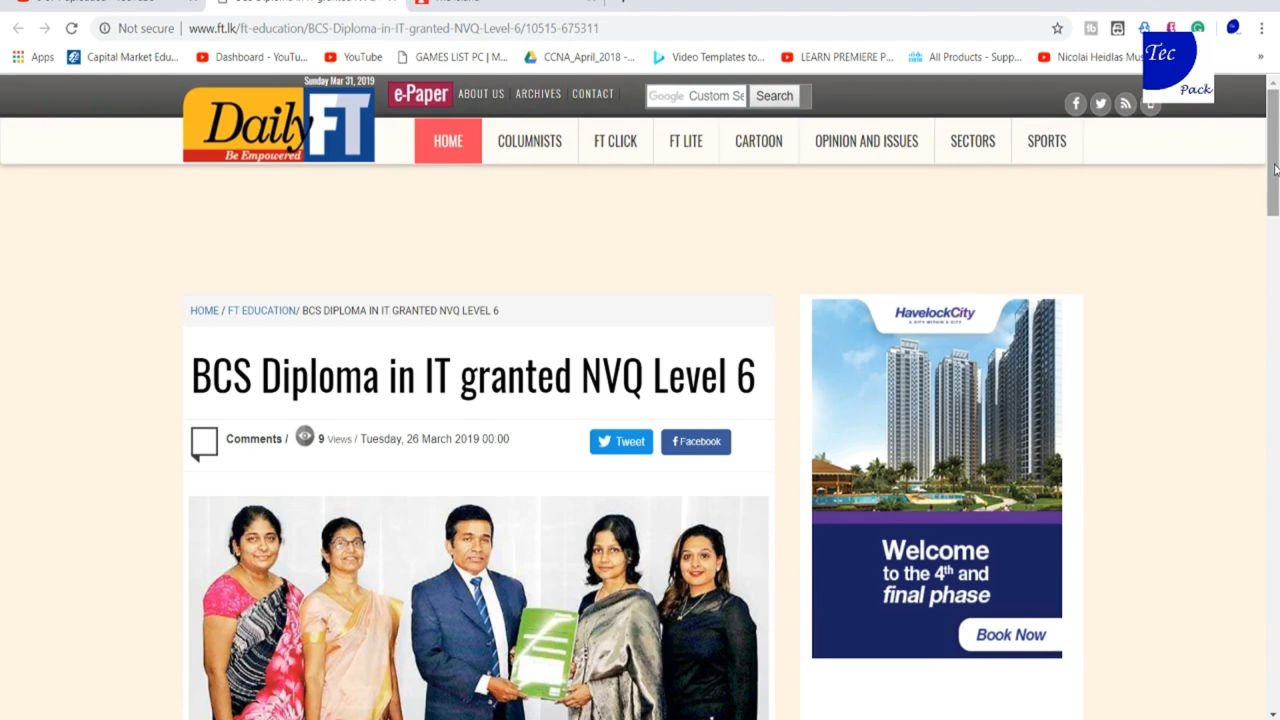 Not secure
www.ft.lk/ft-education/BCS-Diploma-in-IT-granted-NVQ-Level-6/10515-675311
Apps
Capital Market Edu...
Dashboard - YouTu...
YouTube
GAMES LISTC | M...
CCNA_April_2018 -...
Video Templates to...
LEARN PREMIERE P...
All Products - Supp...
Nicolai Heidlas Mus
»
Tec
Pack
Sunday Mar 31, 2019
Daily FT
Be Empowered
e-Paper
ABOUT US
ARCHIVES
CONTACT
Google Custom Se
Search
HOME
COLUMNISTS
FT CLICK
FT LITE
CARTOON
OPINION AND ISSUES
SECTORS
SPORTS
HOME / FT EDUCATION/ BCS DIPLOMA IN IT GRANTED NVQ LEVEL 6
BCS Diploma in IT granted NVQ Level 6
Comments / 9 Views / Tuesday, 26 March 2019 00:00
Tweet
Facebook
HavelockCity
A CITY WITHIN A CITY
Welcome
to the 4th and
final phase
Book Now